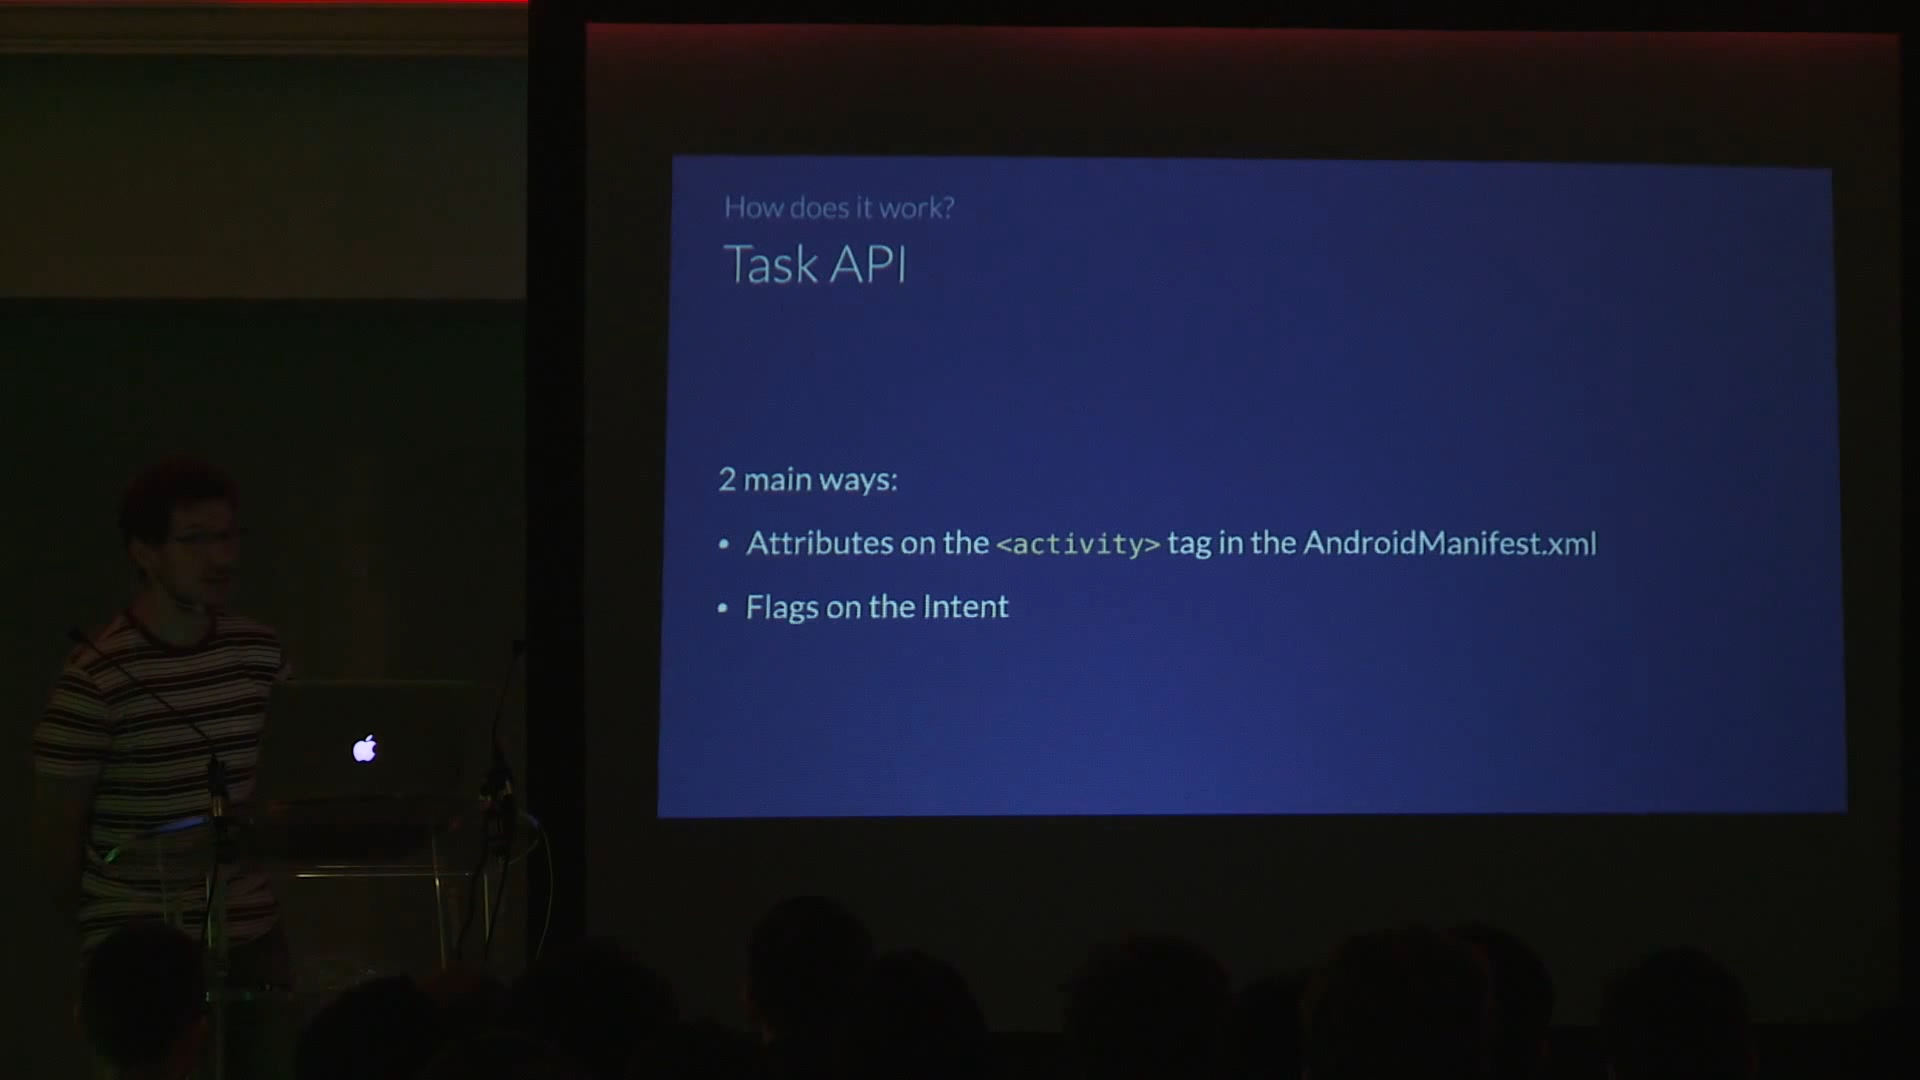 How does it work?
Task API
2 main ways:
• Attributes on the <activity> tag in the AndroidManifest.xml
• Flags on the Intent